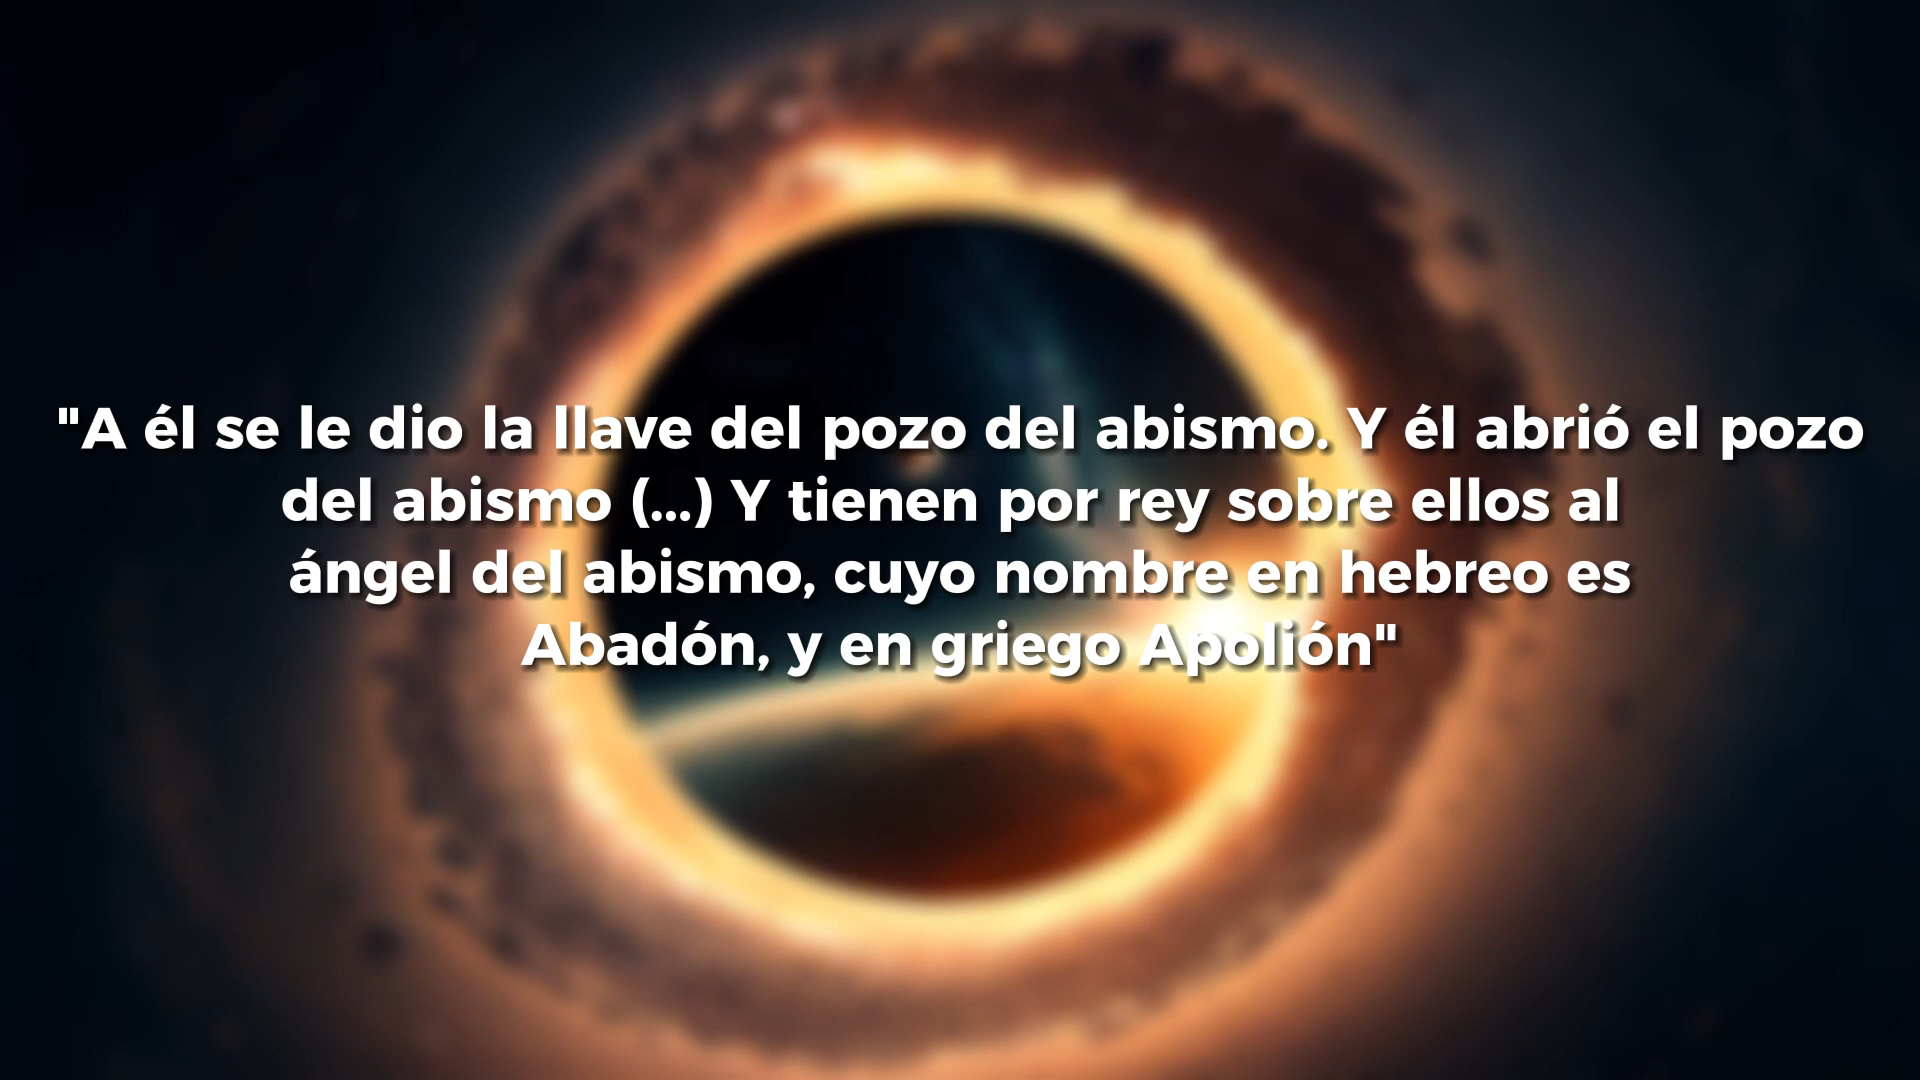 "A él se le dio la llave del pozo del abismo. Y él abrió el pozo
del abismo (...) Y tienen por rey sobre ellos al
ángel del abismo, cuyo nombre en hebreo es
Abadón, y en griego Apolión"